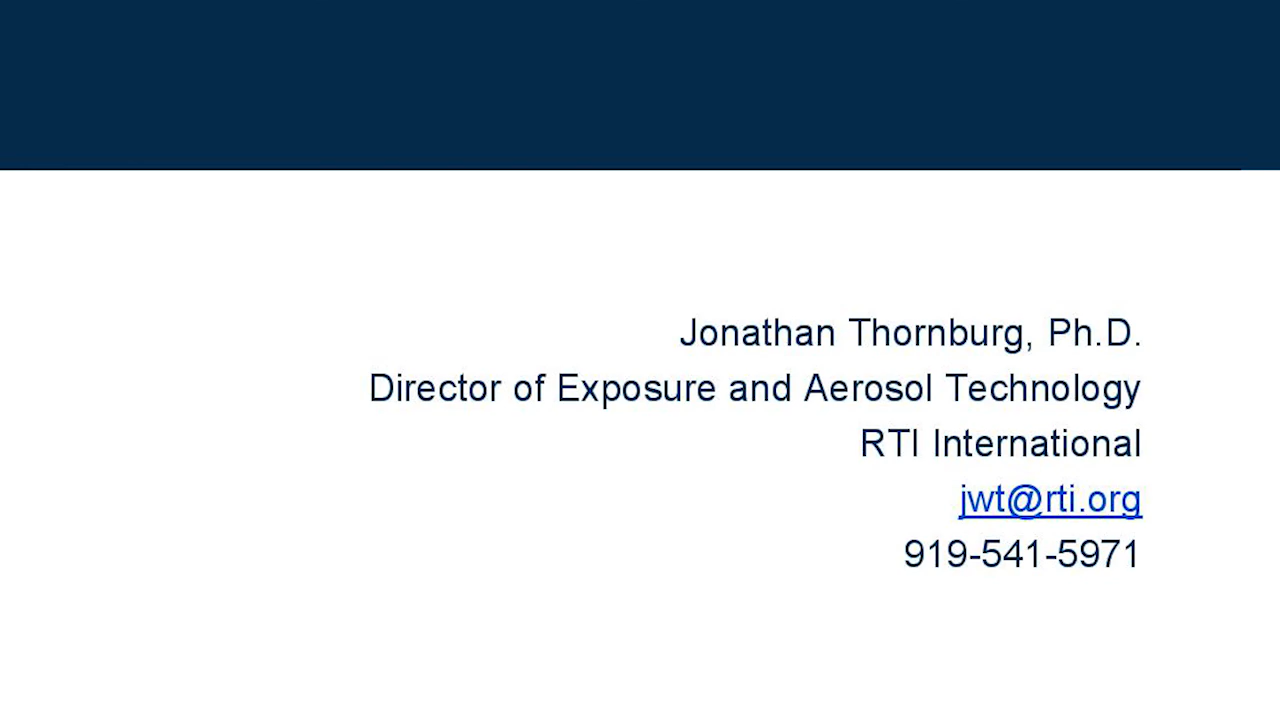 Jonathan Thornburg, Ph.D.
Director of Exposure and Aerosol Technology
RTI International
jwt@rti.org
919-541-5971